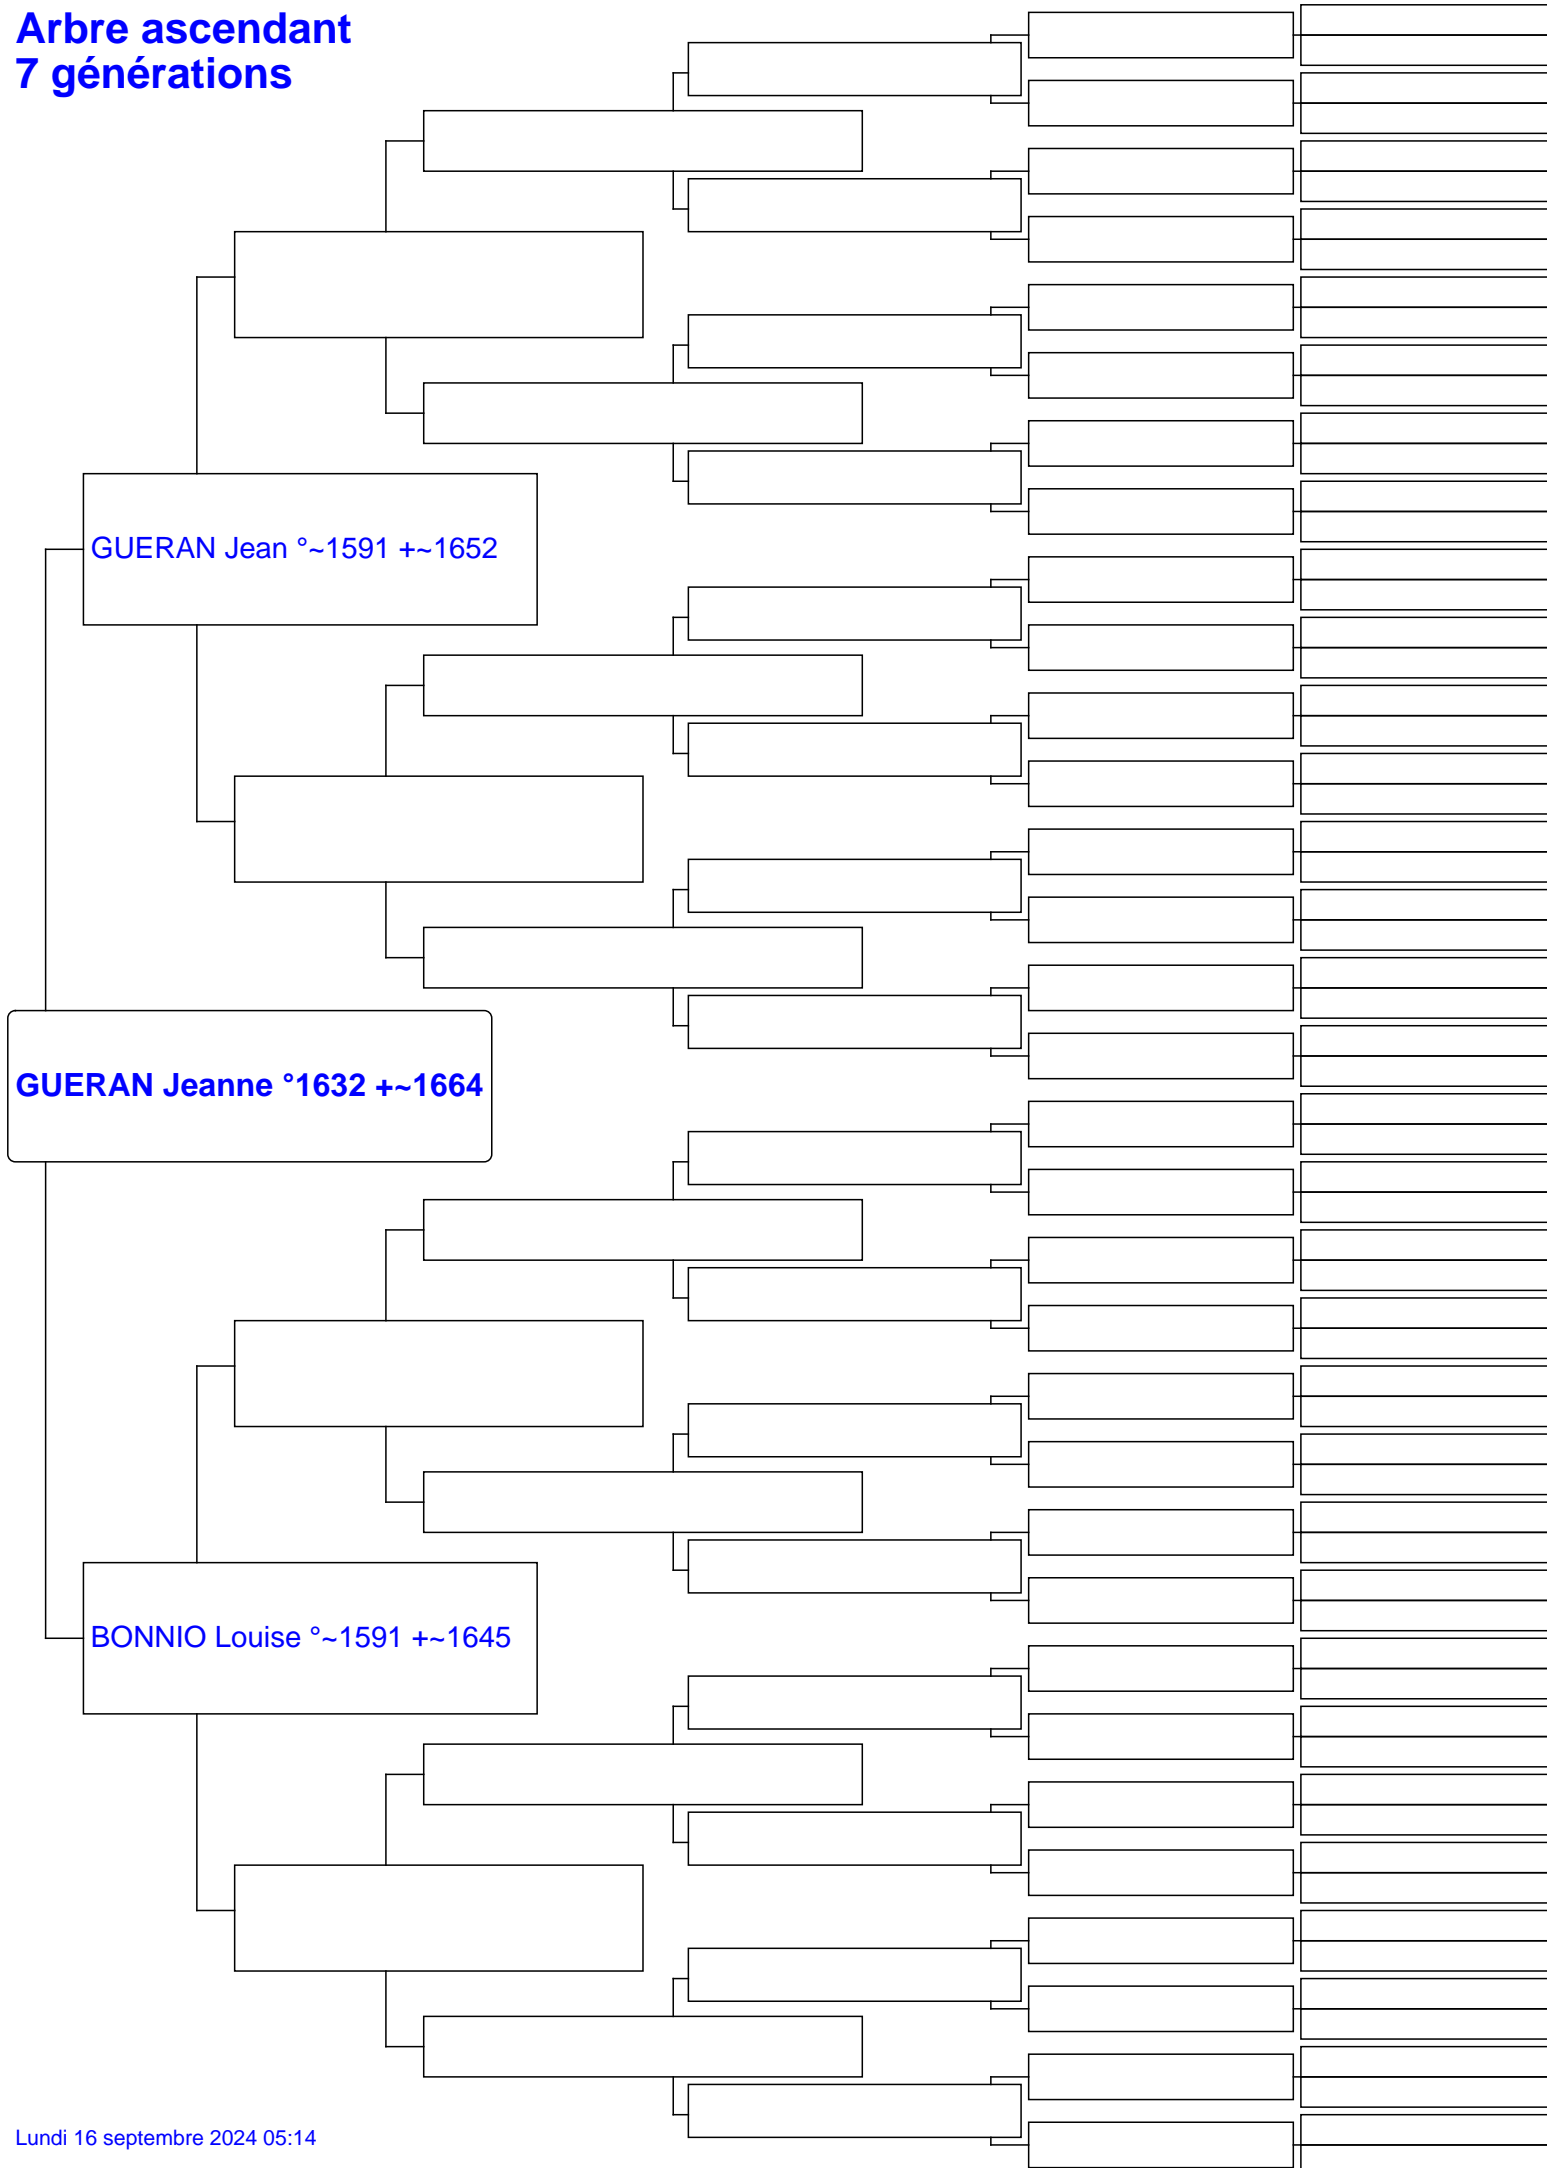 Arbre ascendant
7 générations
GUERAN Jean °~1591 +~1652
GUERAN Jeanne °1632 +~1664
BONNIO Louise °~1591 +~1645
Lundi 16 septembre 2024 05:14